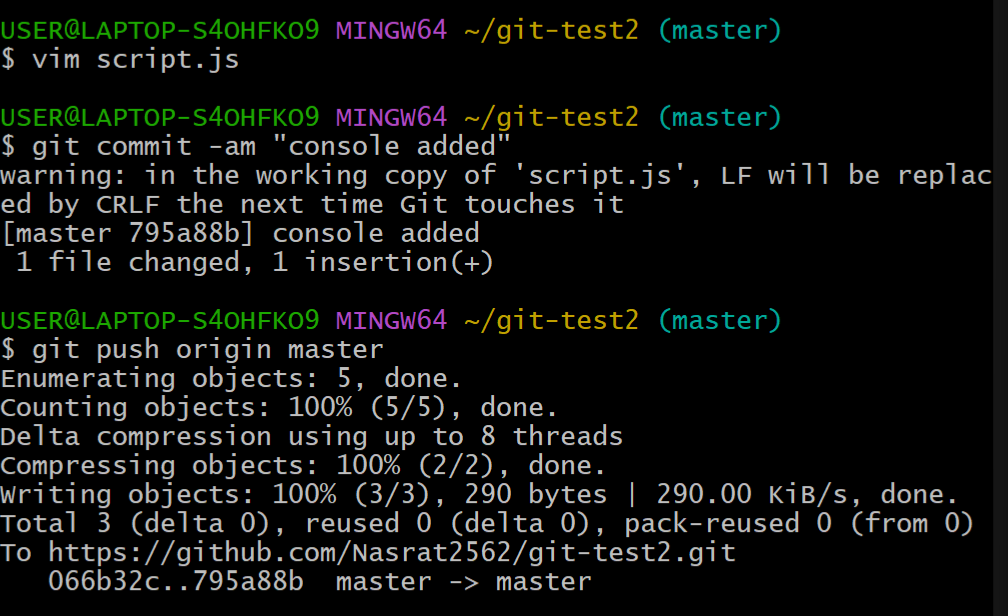 USER@LAPTOP-S4OHFKO9 MINGW64 ~/git-test2 (master)
$ vim script.js
USER@LAPTOP-S4OHFKO9 MINGW64 ~/git-test2 (master)
$ git commit -am "console added"
warning: in the working copy of 'script.js', LF will be replac
ed by CRLF the next time Git touches it
[master 795a88b] console added
 1 file changed, 1 insertion(+)
USER@LAPTOP-S4OHFKO9 MINGW64 ~/git-test2 (master)
$ git push origin master
Enumerating objects: 5, done.
Counting objects: 100% (5/5), done.
Delta compression using up to 8 threads
Compressing objects: 100% (2/2), done.
Writing objects: 100% (3/3), 290 bytes | 290.00 KiB/s, done.
Total 3 (delta 0), reused 0 (delta 0), pack-reused 0 (from 0)
To https://github.com/Nasrat2562/git-test2.git
   066b32c..795a88b  master -> master